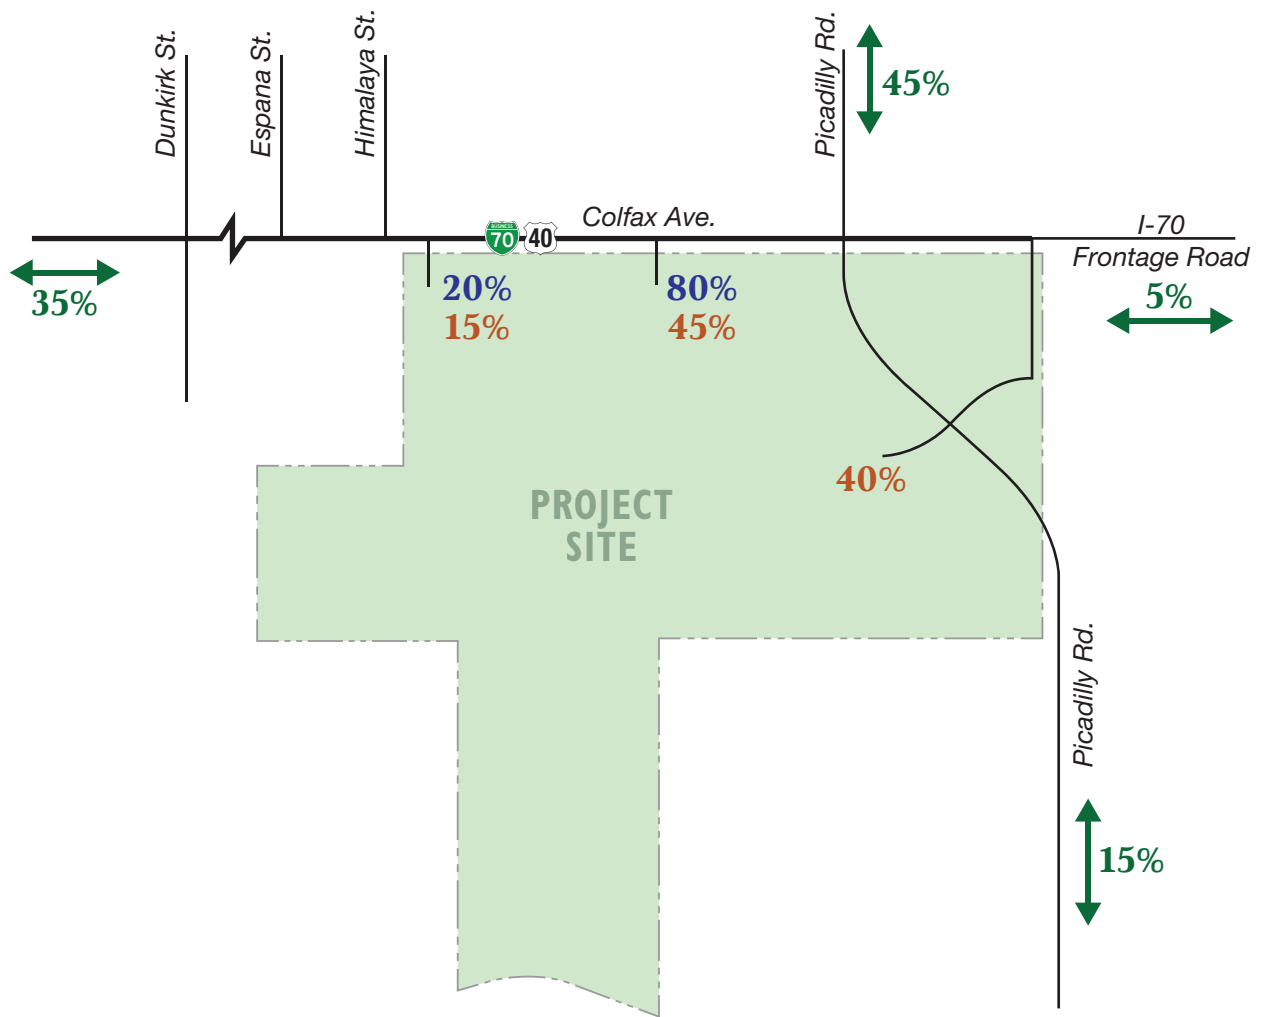 Dunkirk St.
Espana St.
Himalaya St.
Picadilly Rd.
45%
Colfax Ave.
BUSINESS
70
40
I-70
Frontage Road
35%
5%
20%
15%
80%
45%
40%
PROJECT
SITE
Picadilly Rd.
15%